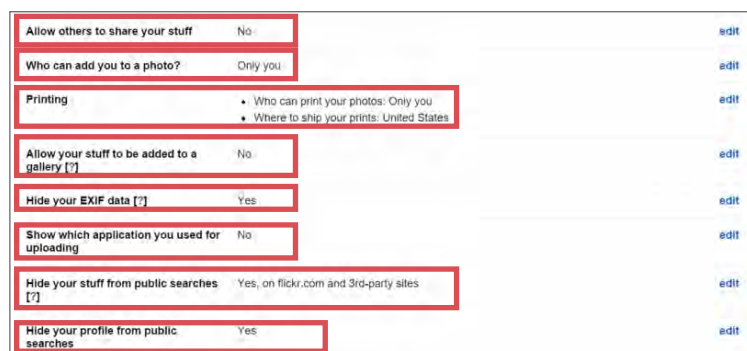 Allow others to share your stuff No edit
Who can add you to a photo? Only you edit
Printing • Who can print your photos: Only you edit
• Where to ship your prints: United States
Allow your stuff to be added to a No edit
gallery [?]
Hide your EXIF data [?] Yes edit
Show which application you used for No edit
uploading
Hide your stuff from public searches Yes, on flickr.com and 3rd-party sites edit
[?]
Hide your profile from public Yes edit
searches